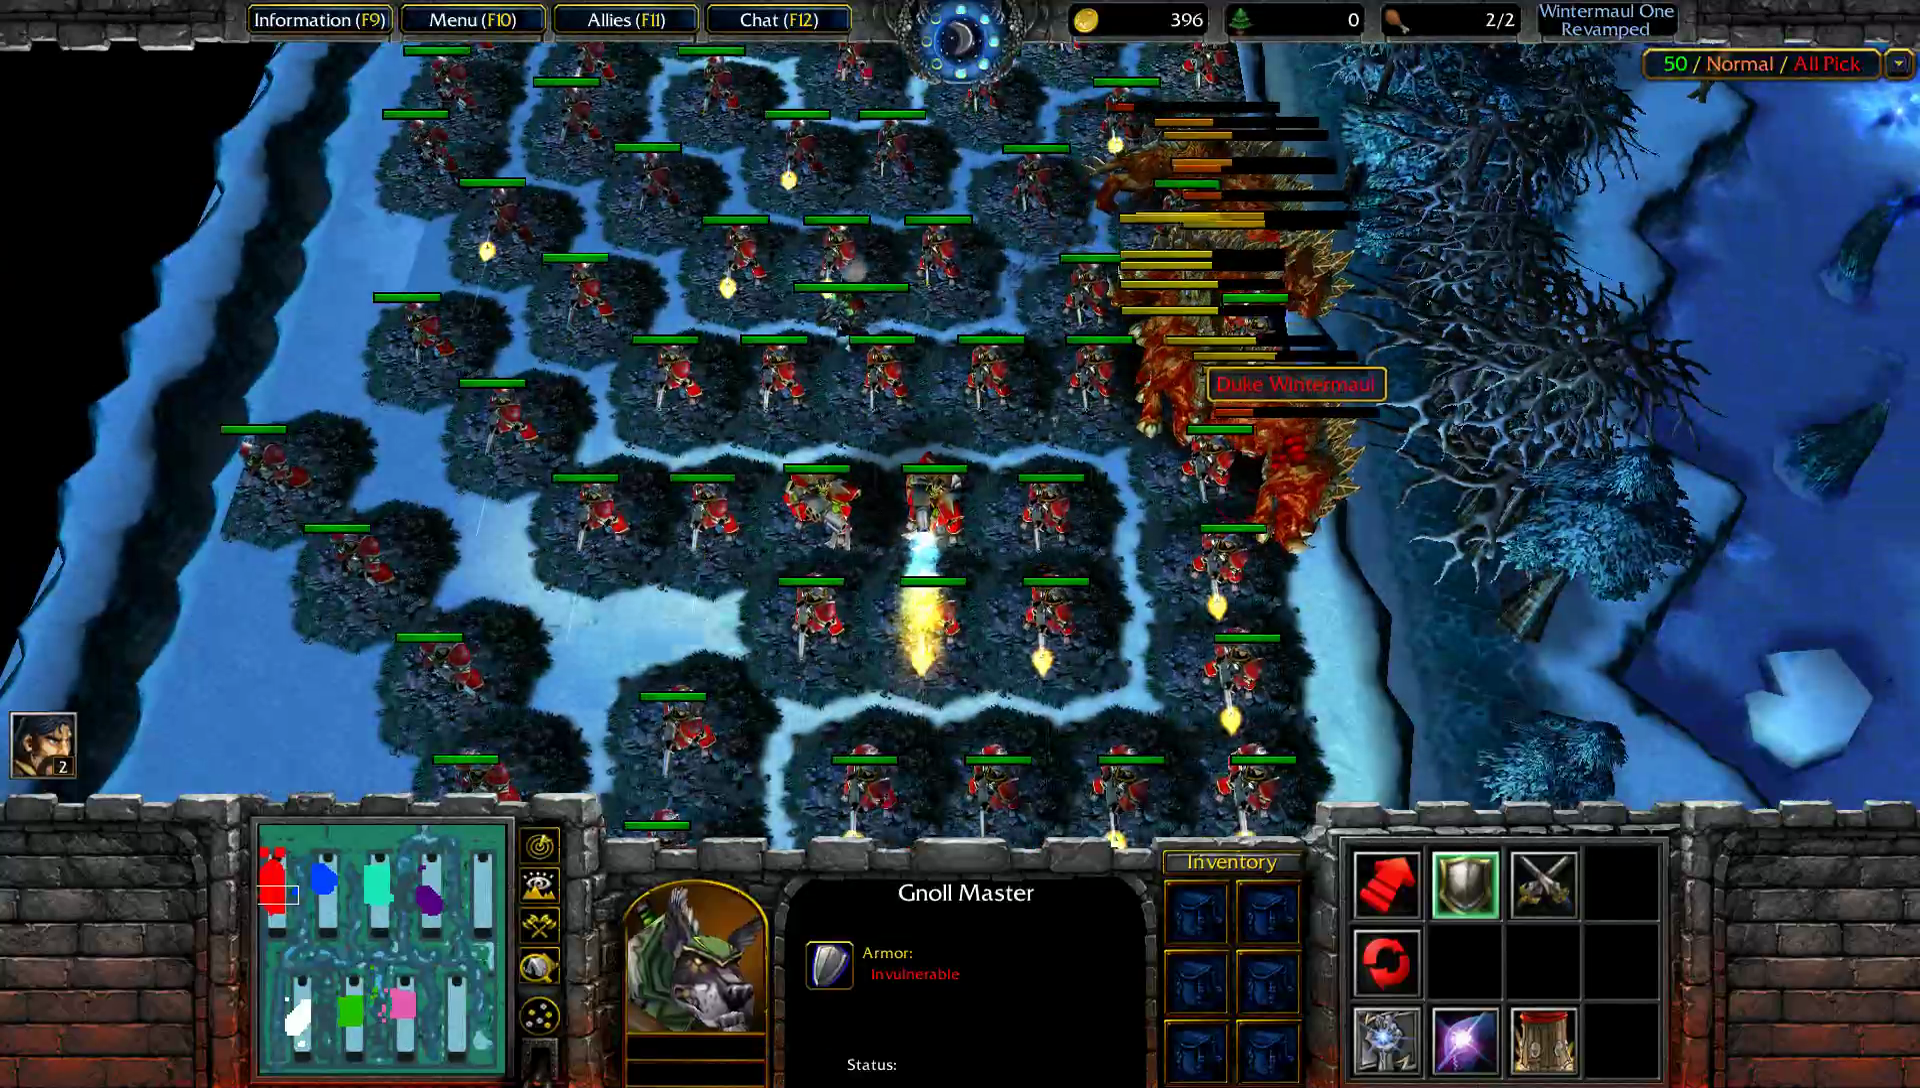 Information (F9)
Menu (F10)
Allies (F11)
Chat (F12)
396
0
2/2
Wintermaul One
Revamped
50 / Normal / All Pick
Duke Wintermaul
2
Gnoll Master
Armor:
Invulnerable
Status:
Inventory